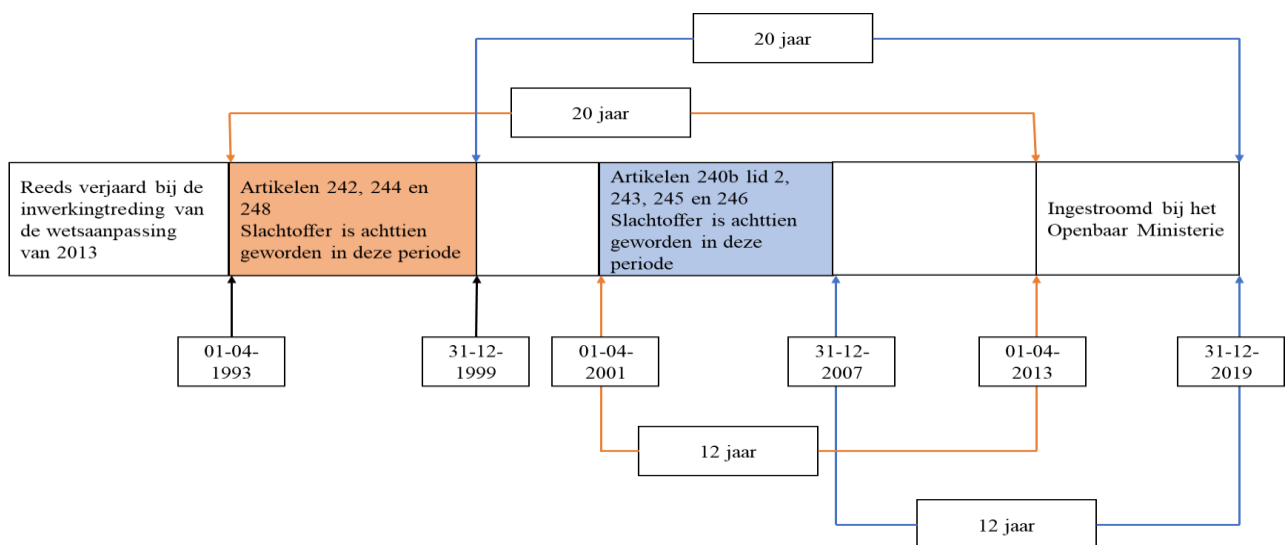 20 jaar
20 jaar
Reeds verjaard bij de
inwerkingtreding van
de wetsaanpassing
van 2013
Artikelen 242, 244 en
248
Slachtoffer is achttien
geworden in deze periode
Artikelen 240b lid 2,
243, 245 en 246
Slachtoffer is achttien
geworden in deze
periode
Ingestroomd bij het
Openbaar Ministerie
01-04-
1993
31-12-
1999
01-04-
2001
31-12-
2007
01-04-
2013
31-12-
2019
12 jaar
12 jaar